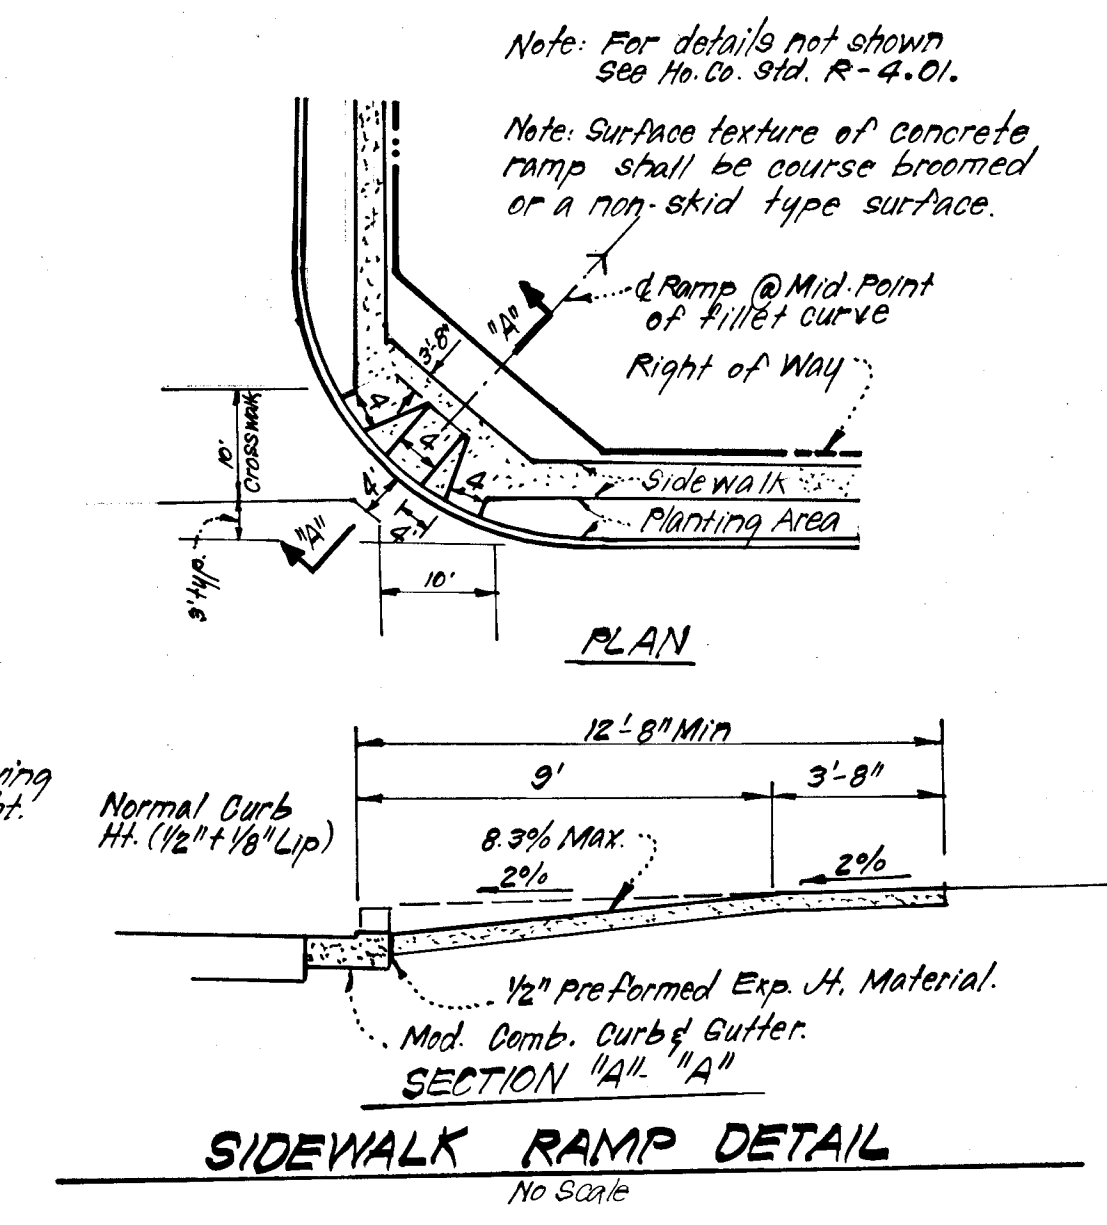 Note: For details not shown
see Ho. Co. Std. R-4.01.
Note: Surface texture of concrete
ramp shall be course broomed
or a non-skid type surface.
℄ Ramp @ Mid-Point
of fillet curve
"A"
3'-8"
Right of Way
4'
4'
4'
10'
Crosswalk
Sidewalk
4'
Planting Area
4'
"A"
3' typ.
10'
PLAN
12'-8" Min
9'
3'-8"
Normal Curb
Ht. (1/2" + 1/8" Lip)
8.3% Max.
2%
2%
1/2" Preformed Exp. Jt. Material.
Mod. Comb. Curb & Gutter.
SECTION "A"-"A"
SIDEWALK RAMP DETAIL
No Scale